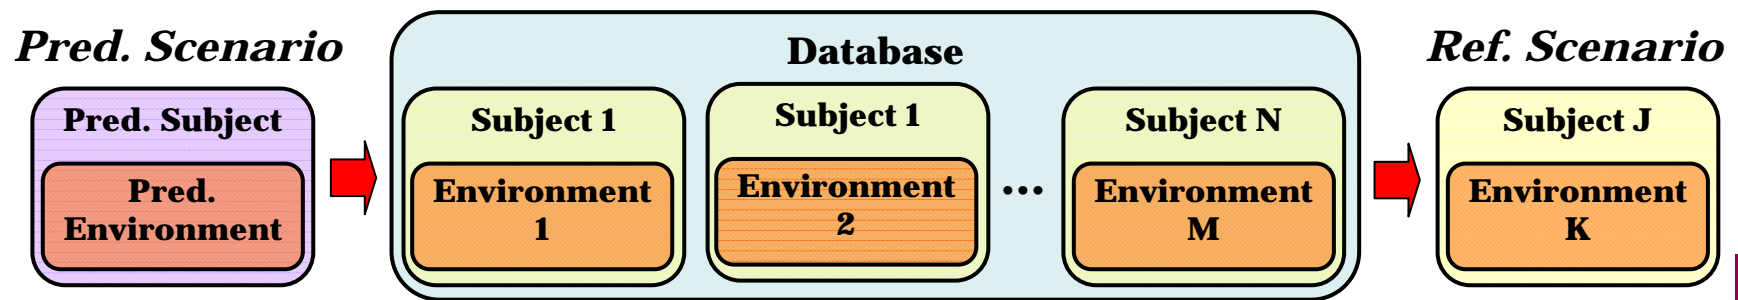 Pred. Scenario
Pred. Subject
Pred.
Environment
Database
Subject 1
Environment
1
Subject 1
Environment
2
...
Subject N
Environment
M
Ref. Scenario
Subject J
Environment
K